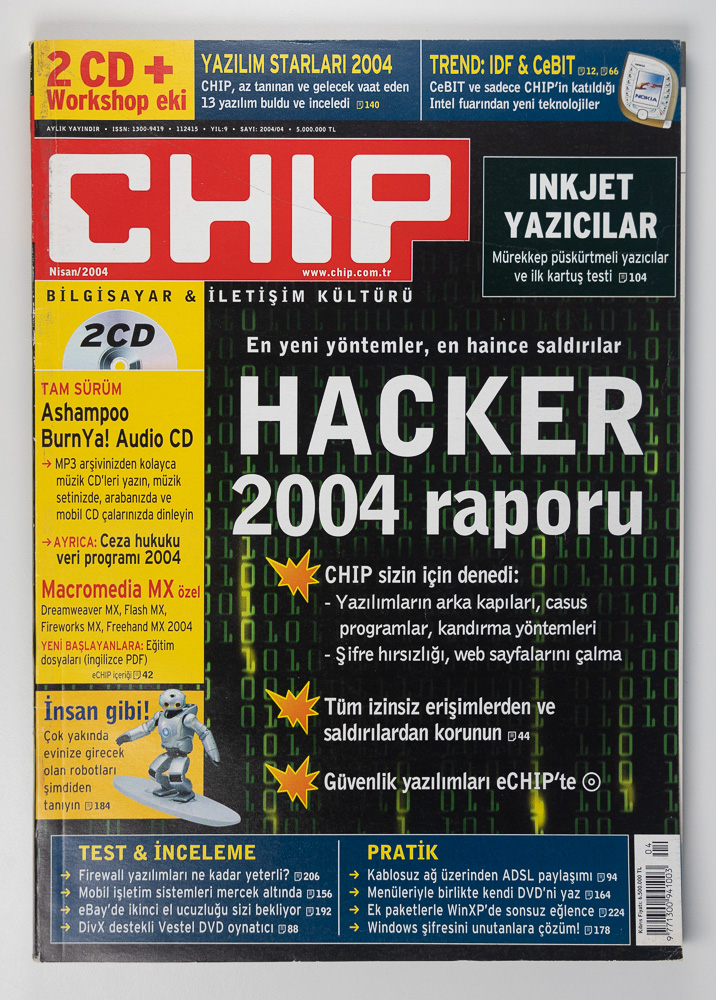 2 CD +
Workshop eki
YAZILIM STARLARI 2004
CHIP, az tanınan ve gelecek vaat eden
13 yazılım buldu ve inceledi 140
TREND: IDF & CeBIT 12, 66
CeBIT ve sadece CHIP'in katıldığı
Intel fuarından yeni teknolojiler
NOKIA
AYLIK YAYINDIR • ISSN: 1300-9419 • 112415 • YIL:9 • SAYI: 2004/04 • 5.000.000 TL
CHIP
Nisan/2004
www.chip.com.tr
BİLGİSAYAR & İLETİŞİM KÜLTÜRÜ
INKJET
YAZICILAR
Mürekkep püskürtmeli yazıcılar
ve ilk kartuş testi 104
2CD
TAM SÜRÜM
Ashampoo
BurnYa! Audio CD
→ MP3 arşivinizden kolayca
müzik CD'leri yazın, müzik
setinizde, arabanızda ve
mobil CD çalarınızda dinleyin
→ AYRICA: Ceza hukuku
veri programı 2004
Macromedia MX özel
Dreamweaver MX, Flash MX,
Fireworks MX, Freehand MX 2004
YENİ BAŞLAYANLARA: Eğitim
dosyaları (ingilizce PDF)
eCHIP içeriği 42
İnsan gibi!
Çok yakında
evinize girecek
olan robotları
şimdiden
tanıyın 184
En yeni yöntemler, en haince saldırılar
HACKER
2004 raporu
CHIP sizin için denedi:
- Yazılımların arka kapıları, casus
programlar, kandırma yöntemleri
- Şifre hırsızlığı, web sayfalarını çalma
Tüm izinsiz erişimlerden ve
saldırılardan korunun 44
Güvenlik yazılımları eCHIP'te
TEST & İNCELEME
→ Firewall yazılımları ne kadar yeterli? 206
→ Mobil işletim sistemleri mercek altında 156
→ eBay'de ikinci el ucuzluğu sizi bekliyor 192
→ DivX destekli Vestel DVD oynatıcı 88
PRATİK
→ Kablosuz ağ üzerinden ADSL paylaşımı 94
→ Menüleriyle birlikte kendi DVD'ni yaz 164
→ Ek paketlerle WinXP'de sonsuz eğlence 224
→ Windows şifresini unutanlara çözüm! 178
Kıbrıs Fiyatı: 6.500.000 TL
04
9771300941003